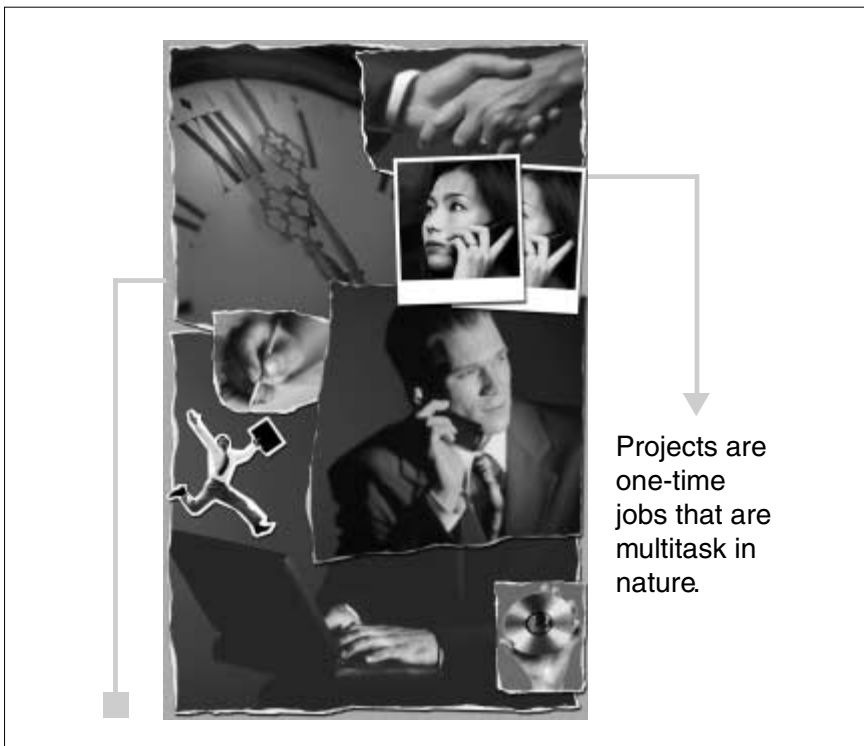 Projects are
one-time
jobs that are
multitask in
nature.